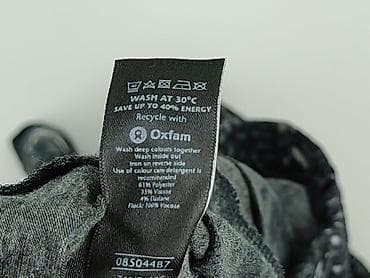 WASH AT 30°C
SAVE UP TO 40% ENERGY
Recycle with
Oxfam
Wash deep colours together
Wash inside out
Iron on reverse side
Use of colour care detergent is
recommended
61% Polyester
35% Viscose
4% Elastane
Flock: 100% Viscose
08504487